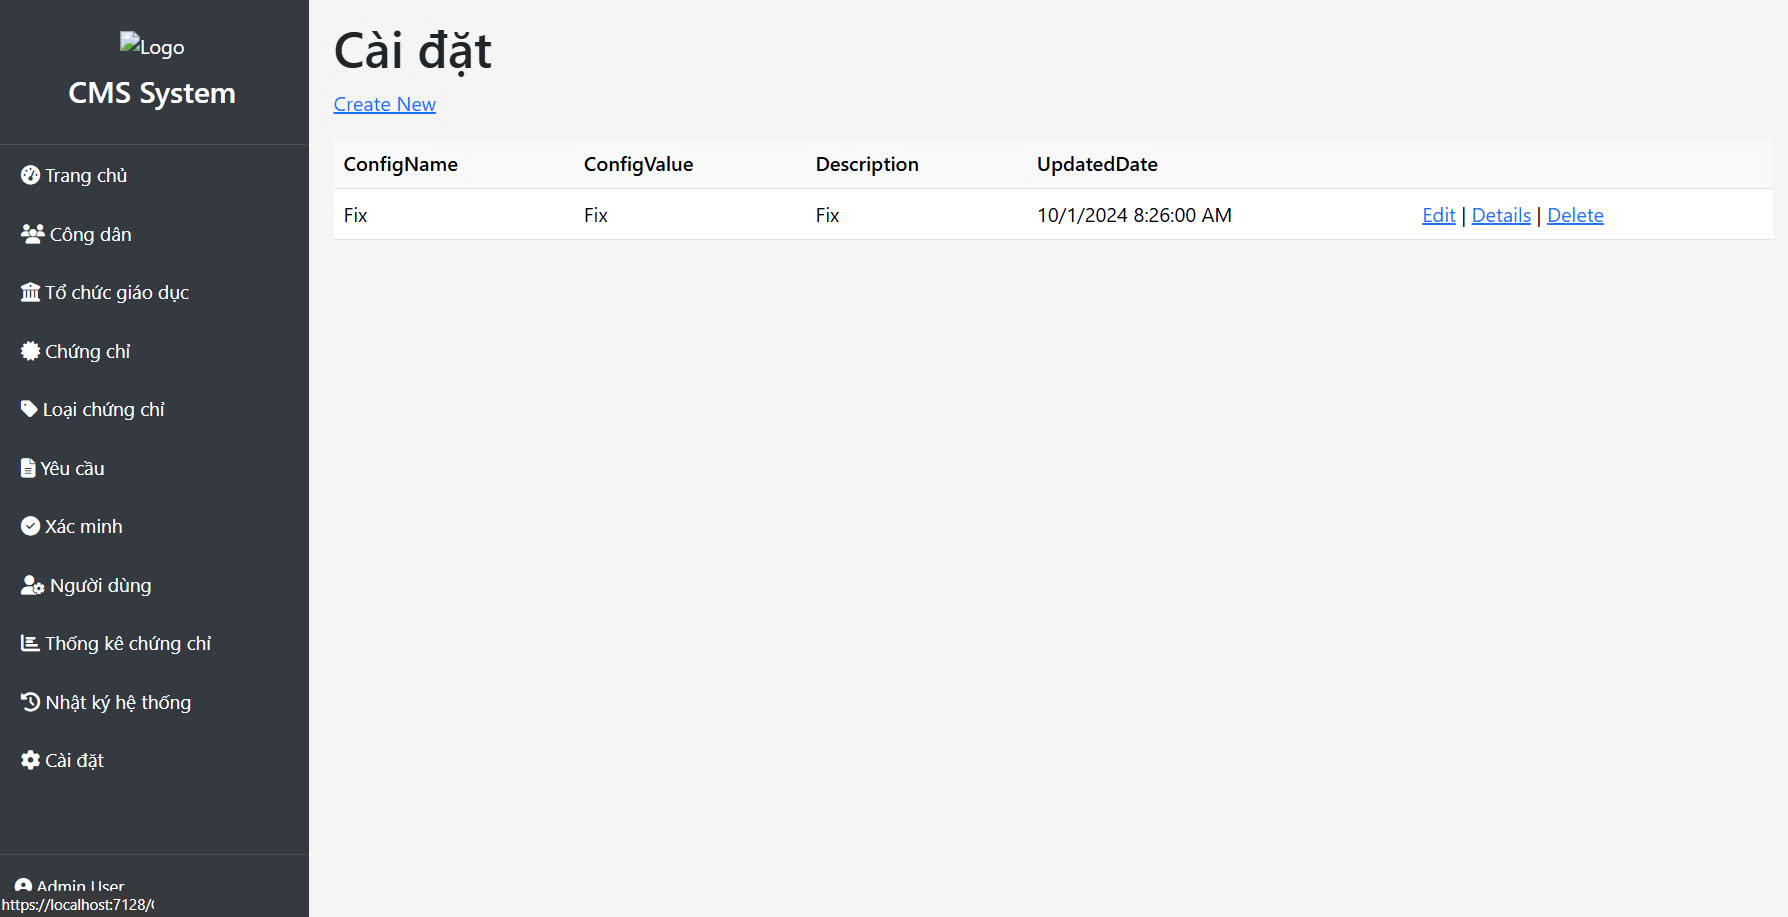 Logo
CMS System
Trang chủ
Công dân
Tổ chức giáo dục
Chứng chỉ
Loại chứng chỉ
Yêu cầu
Xác minh
Người dùng
Thống kê chứng chỉ
Nhật ký hệ thống
Cài đặt
Admin User
https://localhost:7128/
Cài đặt
Create New
ConfigName ConfigValue Description UpdatedDate
Fix Fix Fix 10/1/2024 8:26:00 AM Edit | Details | Delete